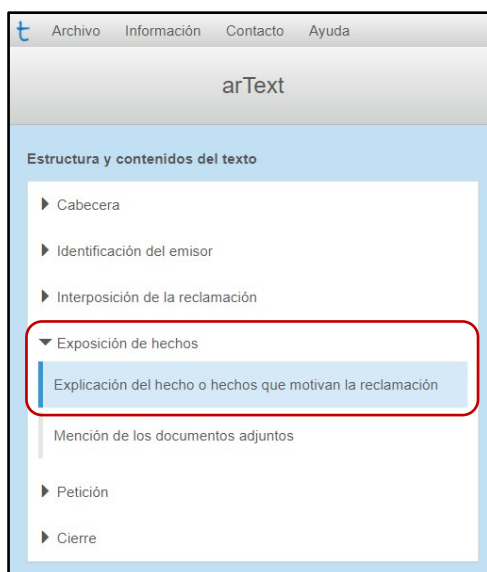 t Archivo Información Contacto Ayuda
arText
Estructura y contenidos del texto
Cabecera
Identificación del emisor
Interposición de la reclamación
Exposición de hechos
Explicación del hecho o hechos que motivan la reclamación
Mención de los documentos adjuntos
Petición
Cierre